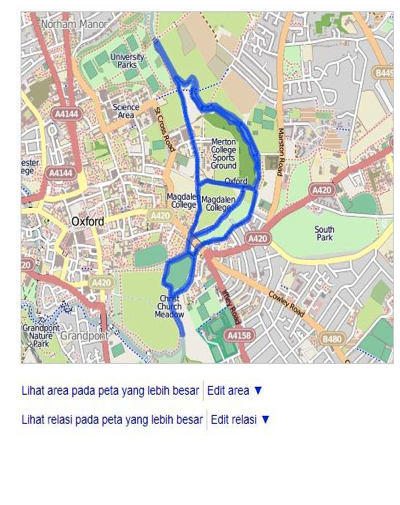 Norham Manor
University
Parks
B449
A4144
Science
Area
St Cross Road
Marston Road
Merton
College
Sports
Ground
ester
ege
A4144
Oxford
A420
Magdale
College
Magdalen
College
A420
Oxford
A420
A420
South
Park
20
A420
Christ
Church
Meadow
Iffley Road
Cowley Road
Grandpont
Nature
Park
Grandpont
A4158
B480
Lihat area pada peta yang lebih besar Edit area ▼
Lihat relasi pada peta yang lebih besar Edit relasi ▼